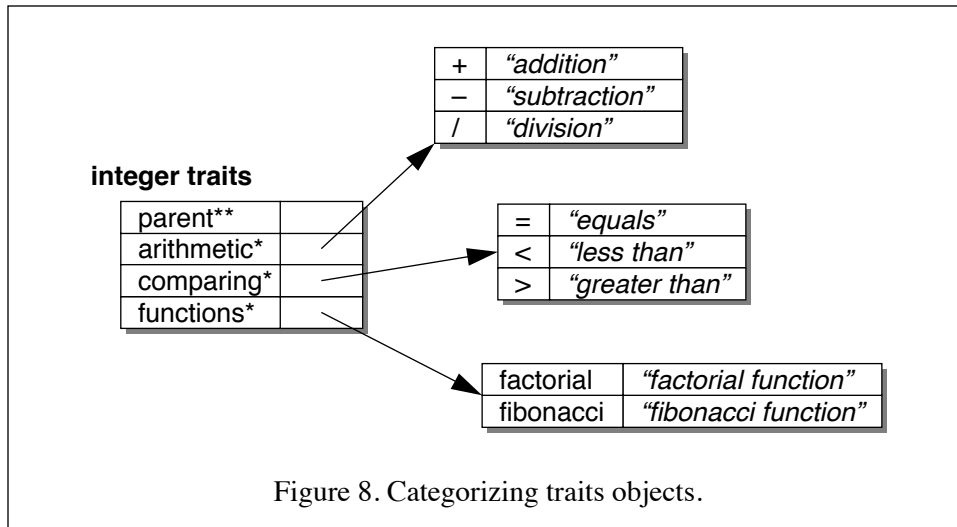 + “addition”
– “subtraction”
/ “division”
integer traits
parent**
arithmetic*
comparing*
functions*
= “equals”
< “less than”
> “greater than”
factorial “factorial function”
fibonacci “fibonacci function”
Figure 8. Categorizing traits objects.